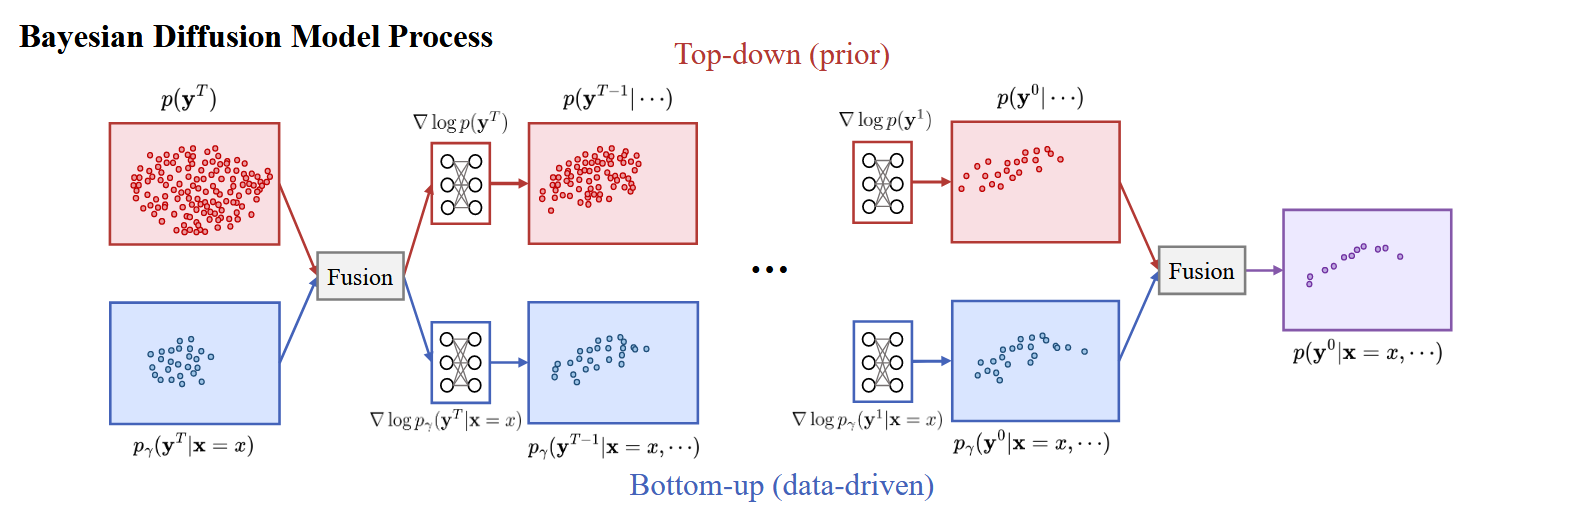 Bayesian Diffusion Model Process
Top-down (prior)
p(y^T)
∇ log p(y^T)
p(y^{T−1}|···)
∇ log p(y^1)
p(y^0|···)
Fusion
...
Fusion
p_γ(y^T|x = x)
∇ log p_γ(y^T|x = x)
p_γ(y^{T−1}|x = x, ···)
∇ log p_γ(y^1|x = x)
p_γ(y^0|x = x, ···)
p(y^0|x = x, ···)
Bottom-up (data-driven)